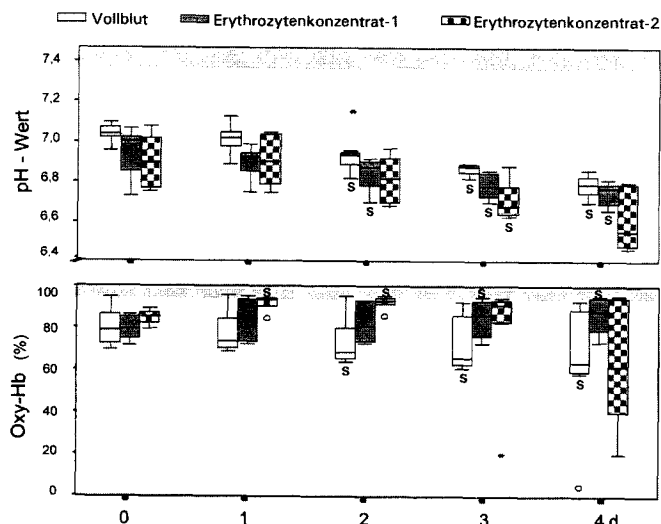 Vollblut Erythrozytenkonzentrat-1 Erythrozytenkonzentrat-2
pH - Wert
7,4
7,2
7,0
6,8
6,6
6,4
S S S S S S
S S S
Oxy-Hb (%)
100
80
60
40
20
0
S S S
S S S
0 1 2 3 4 d